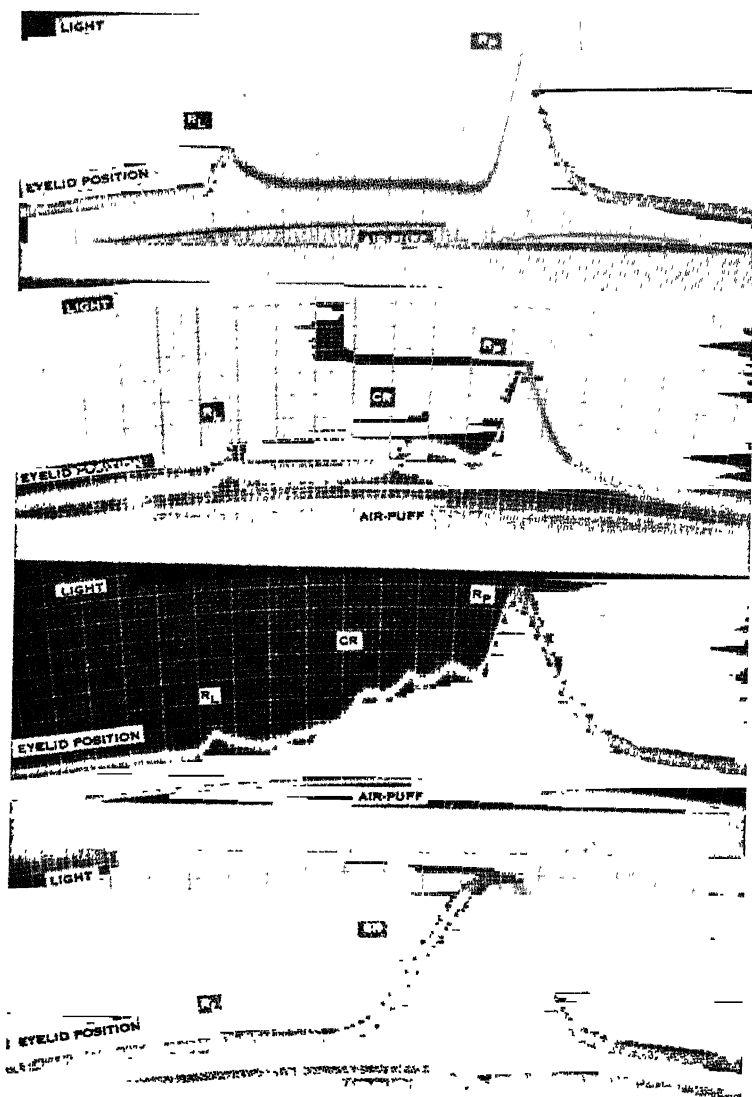 LIGHT
Rp
RL
EYELID POSITION
AIR-PUFF
LIGHT
Rp
CR
RL
EYELID POSITION
AIR-PUFF
LIGHT
RP
CR
RL
EYELID POSITION
AIR-PUFF
LIGHT
EYELID POSITION